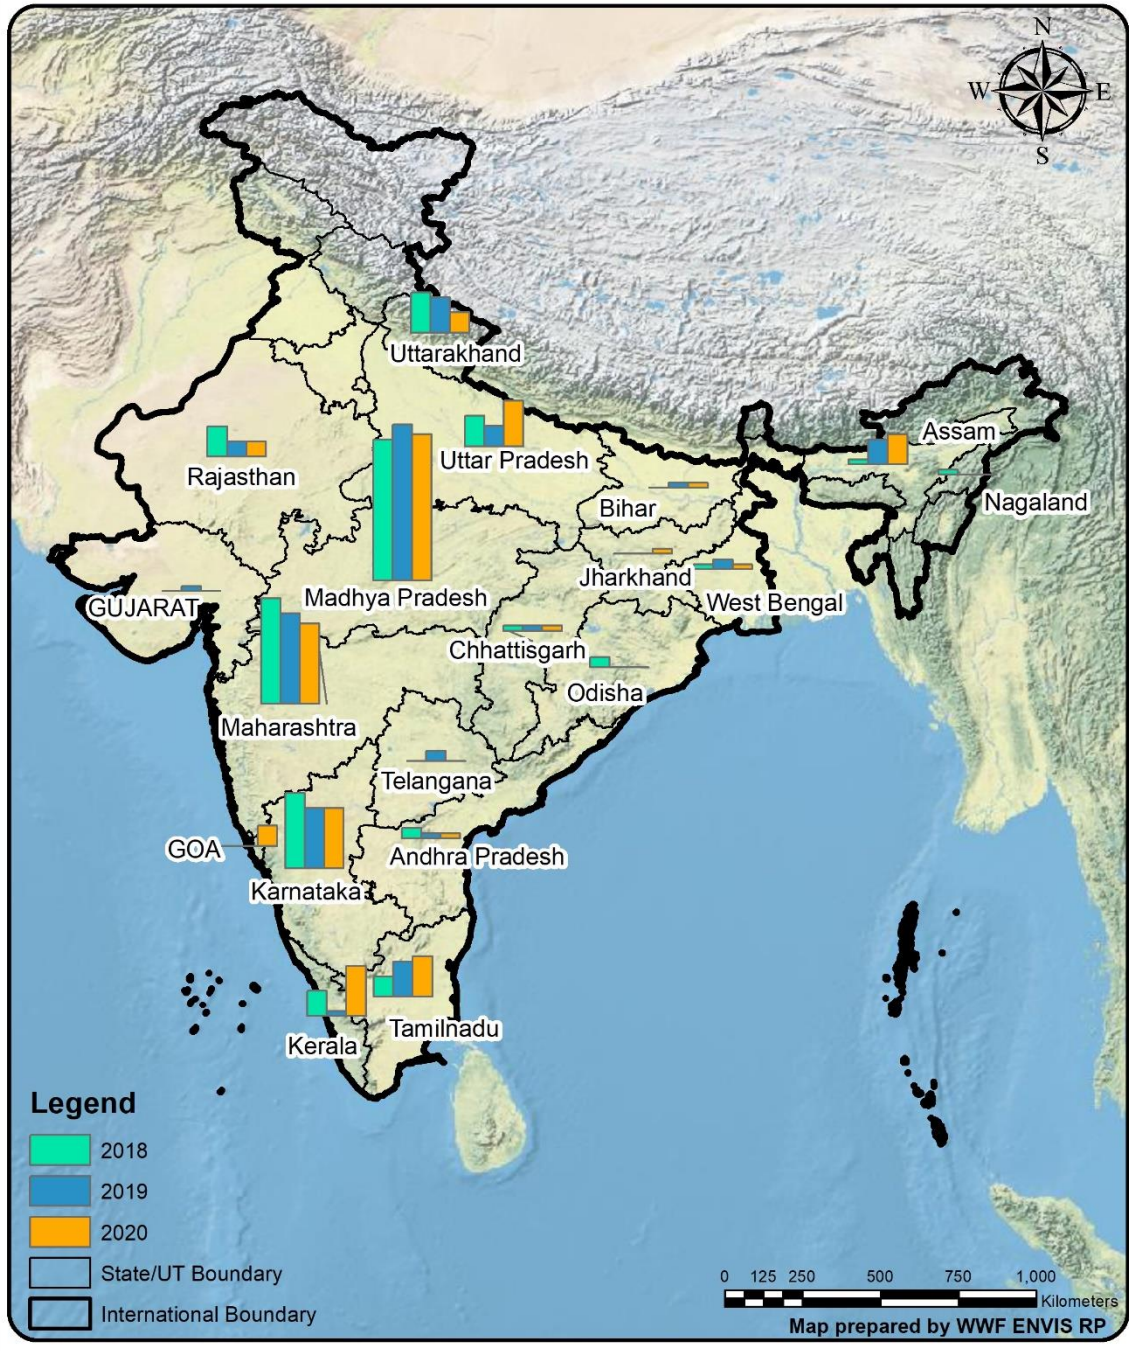 N
W
E
S
Uttarakhand
Assam
Uttar Pradesh
Rajasthan
Nagaland
Bihar
Jharkhand
Madhya Pradesh
West Bengal
GUJARAT
Chhattisgarh
Odisha
Maharashtra
Telangana
GOA
Andhra Pradesh
Karnataka
Tamilnadu
Kerala
Legend
2018
2019
2020
State/UT Boundary
International Boundary
0 125 250 500 750 1,000
Kilometers
Map prepared by WWF ENVIS RP